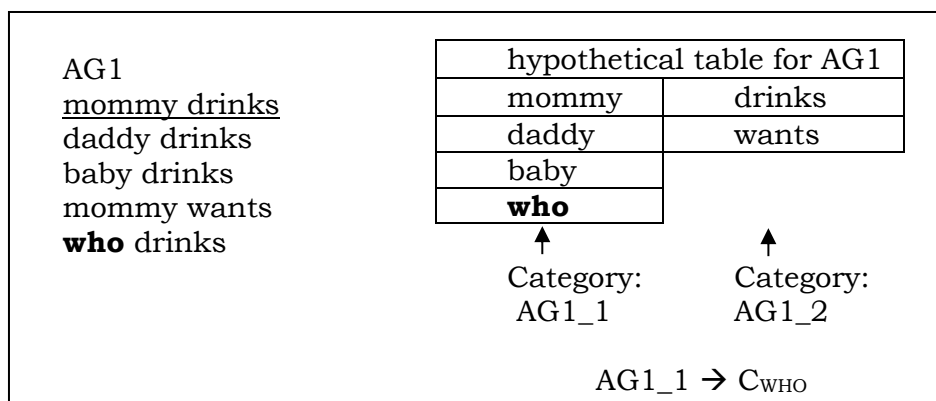 AG1
mommy drinks
daddy drinks
baby drinks
mommy wants
who drinks
hypothetical table for AG1
mommy drinks
daddy wants
baby
who
Category: Category:
AG1_1 AG1_2
AG1_1 → CWHO